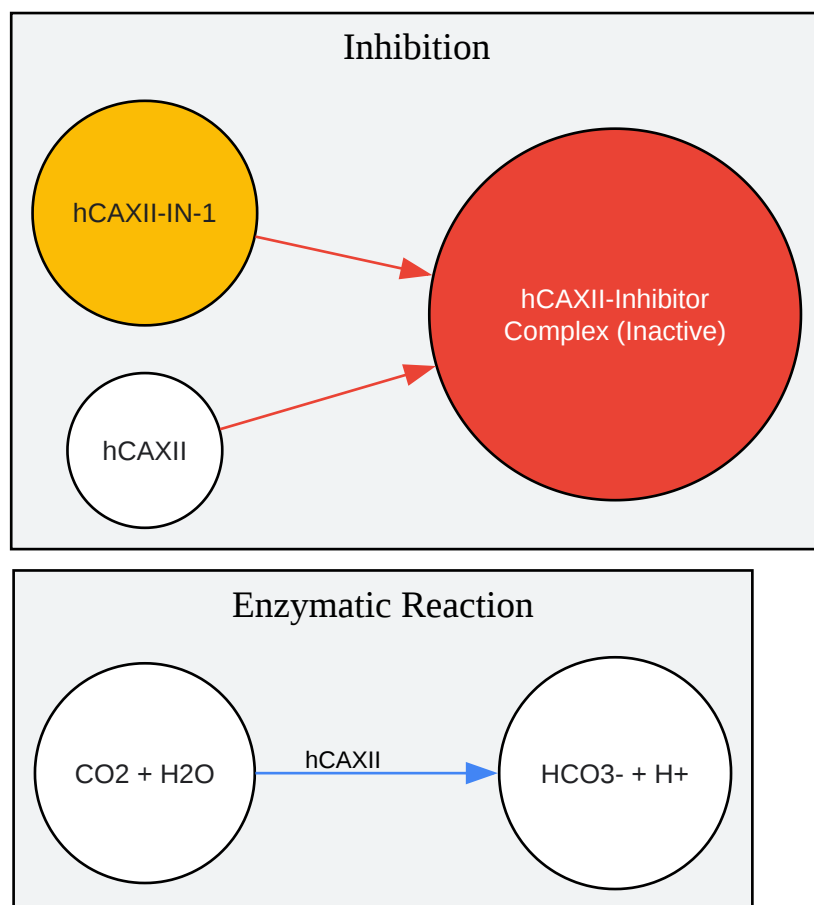 Inhibition
hCAXII-IN-1
hCAXII-Inhibitor
Complex (Inactive)
hCAXII
Enzymatic Reaction
CO2 + H2O
hCAXII
HCO3- + H+